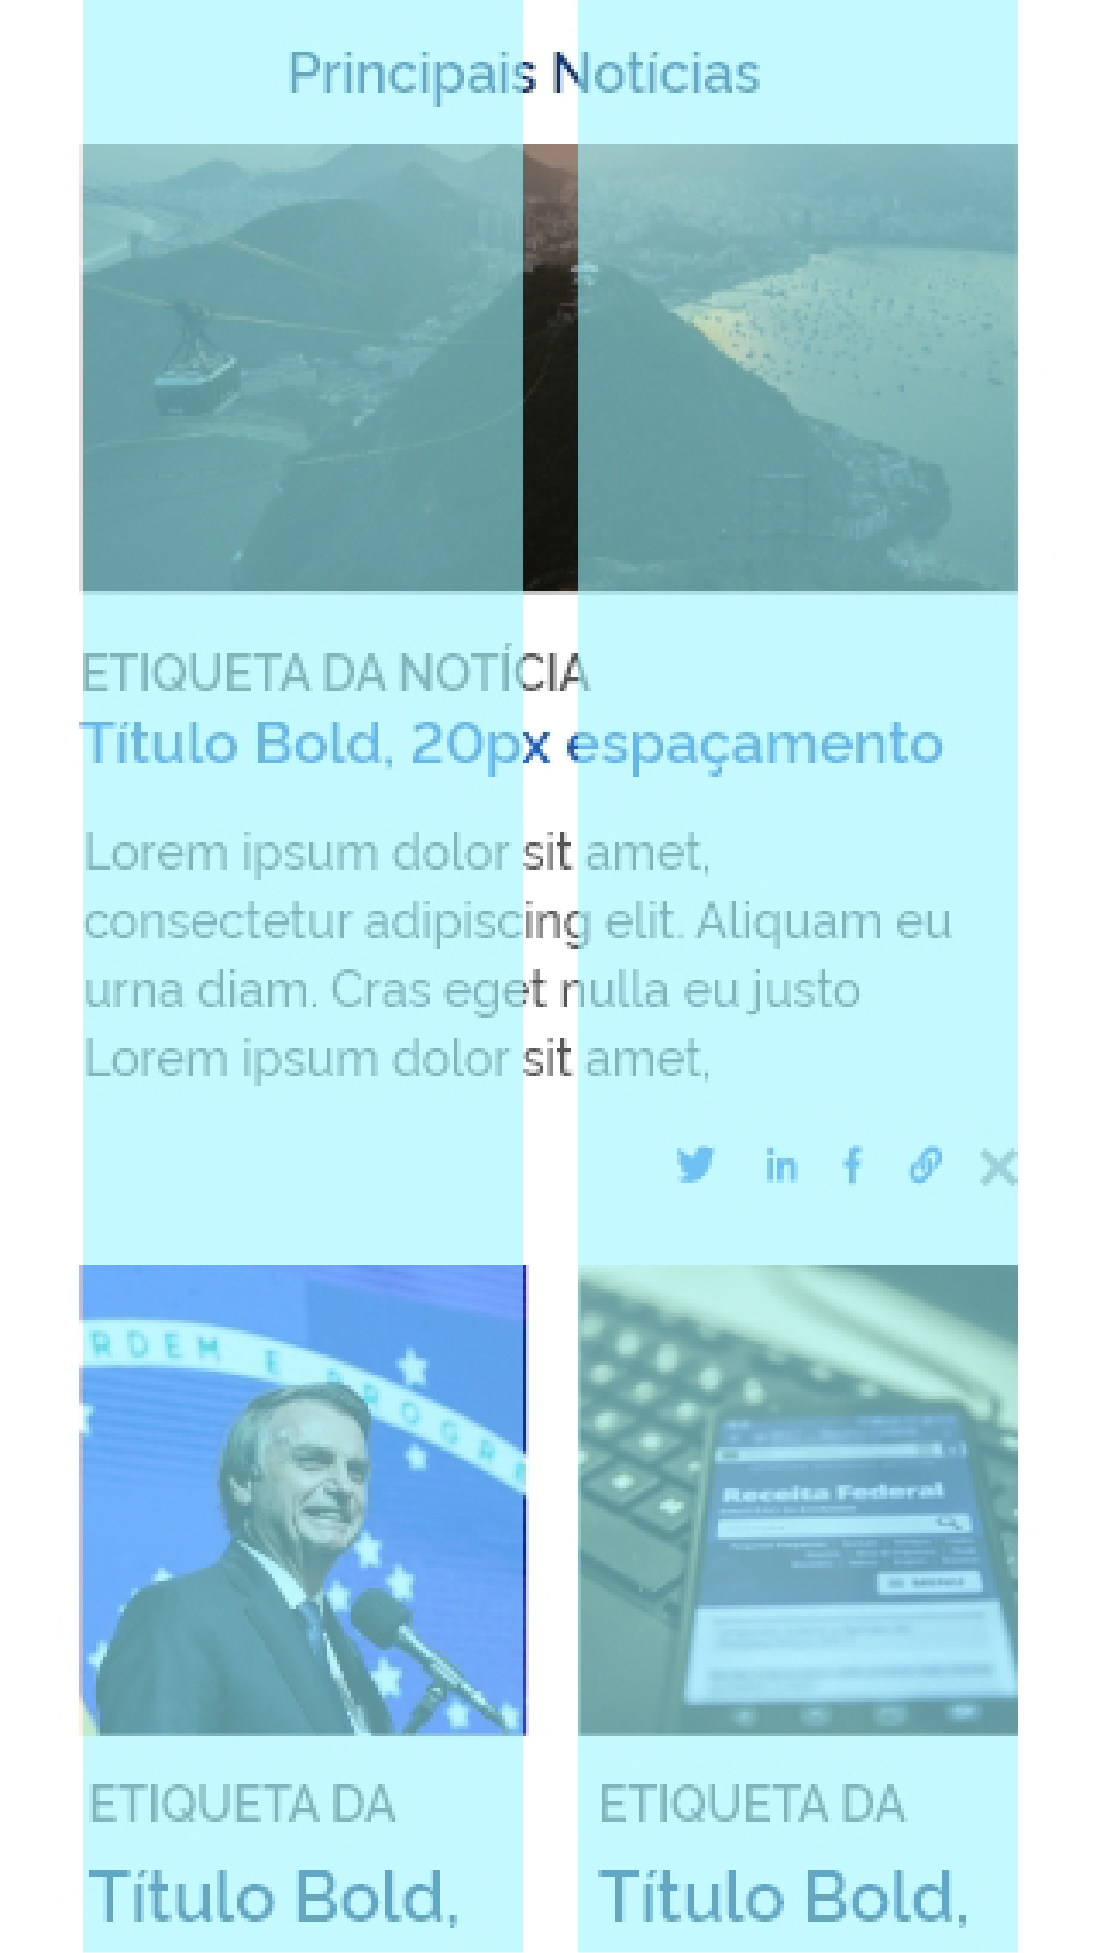 Principais Notícias
ETIQUETA DA NOTÍCIA
Título Bold, 20px espaçamento
Lorem ipsum dolor sit amet,
consectetur adipiscing elit. Aliquam eu
urna diam. Cras eget nulla eu justo
Lorem ipsum dolor sit amet,
in f
RDEM E PROGRE
Receita Federal
ETIQUETA DA
Título Bold,
ETIQUETA DA
Título Bold,